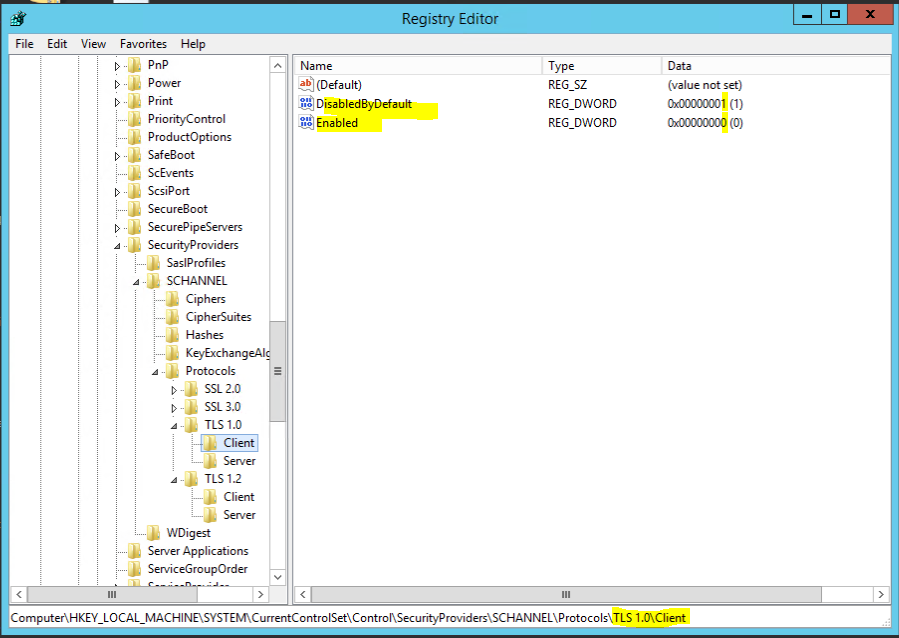 Registry Editor
File Edit View Favorites Help
PnP
Power
Print
PriorityControl
ProductOptions
SafeBoot
ScEvents
ScsiPort
SecureBoot
SecurePipeServers
SecurityProviders
SaslProfiles
SCHANNEL
Ciphers
CipherSuites
Hashes
KeyExchangeAlg
Protocols
SSL 2.0
SSL 3.0
TLS 1.0
Client
Server
TLS 1.2
Client
Server
WDigest
Server Applications
ServiceGroupOrder
ServiceProvider
Name Type Data
(Default) REG_SZ (value not set)
DisabledByDefault REG_DWORD 0x00000001 (1)
Enabled REG_DWORD 0x00000000 (0)
Computer\HKEY_LOCAL_MACHINE\SYSTEM\CurrentControlSet\Control\SecurityProviders\SCHANNEL\Protocols\TLS 1.0\Client